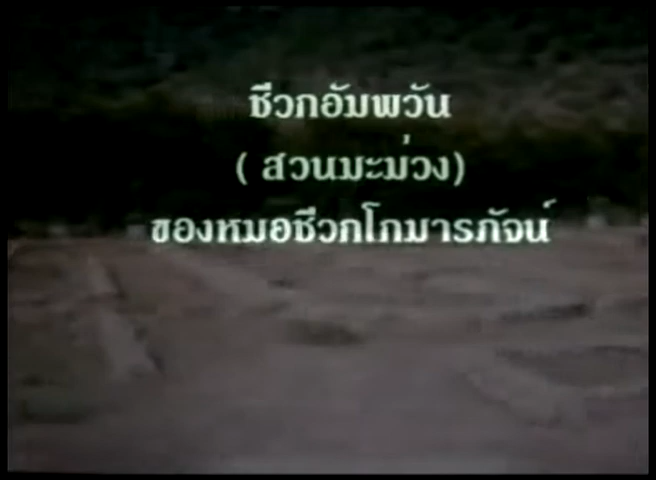 ชีวกอัมพวัน
( สวนมะม่วง)
ของหมอชีวกโกมารภัจน์